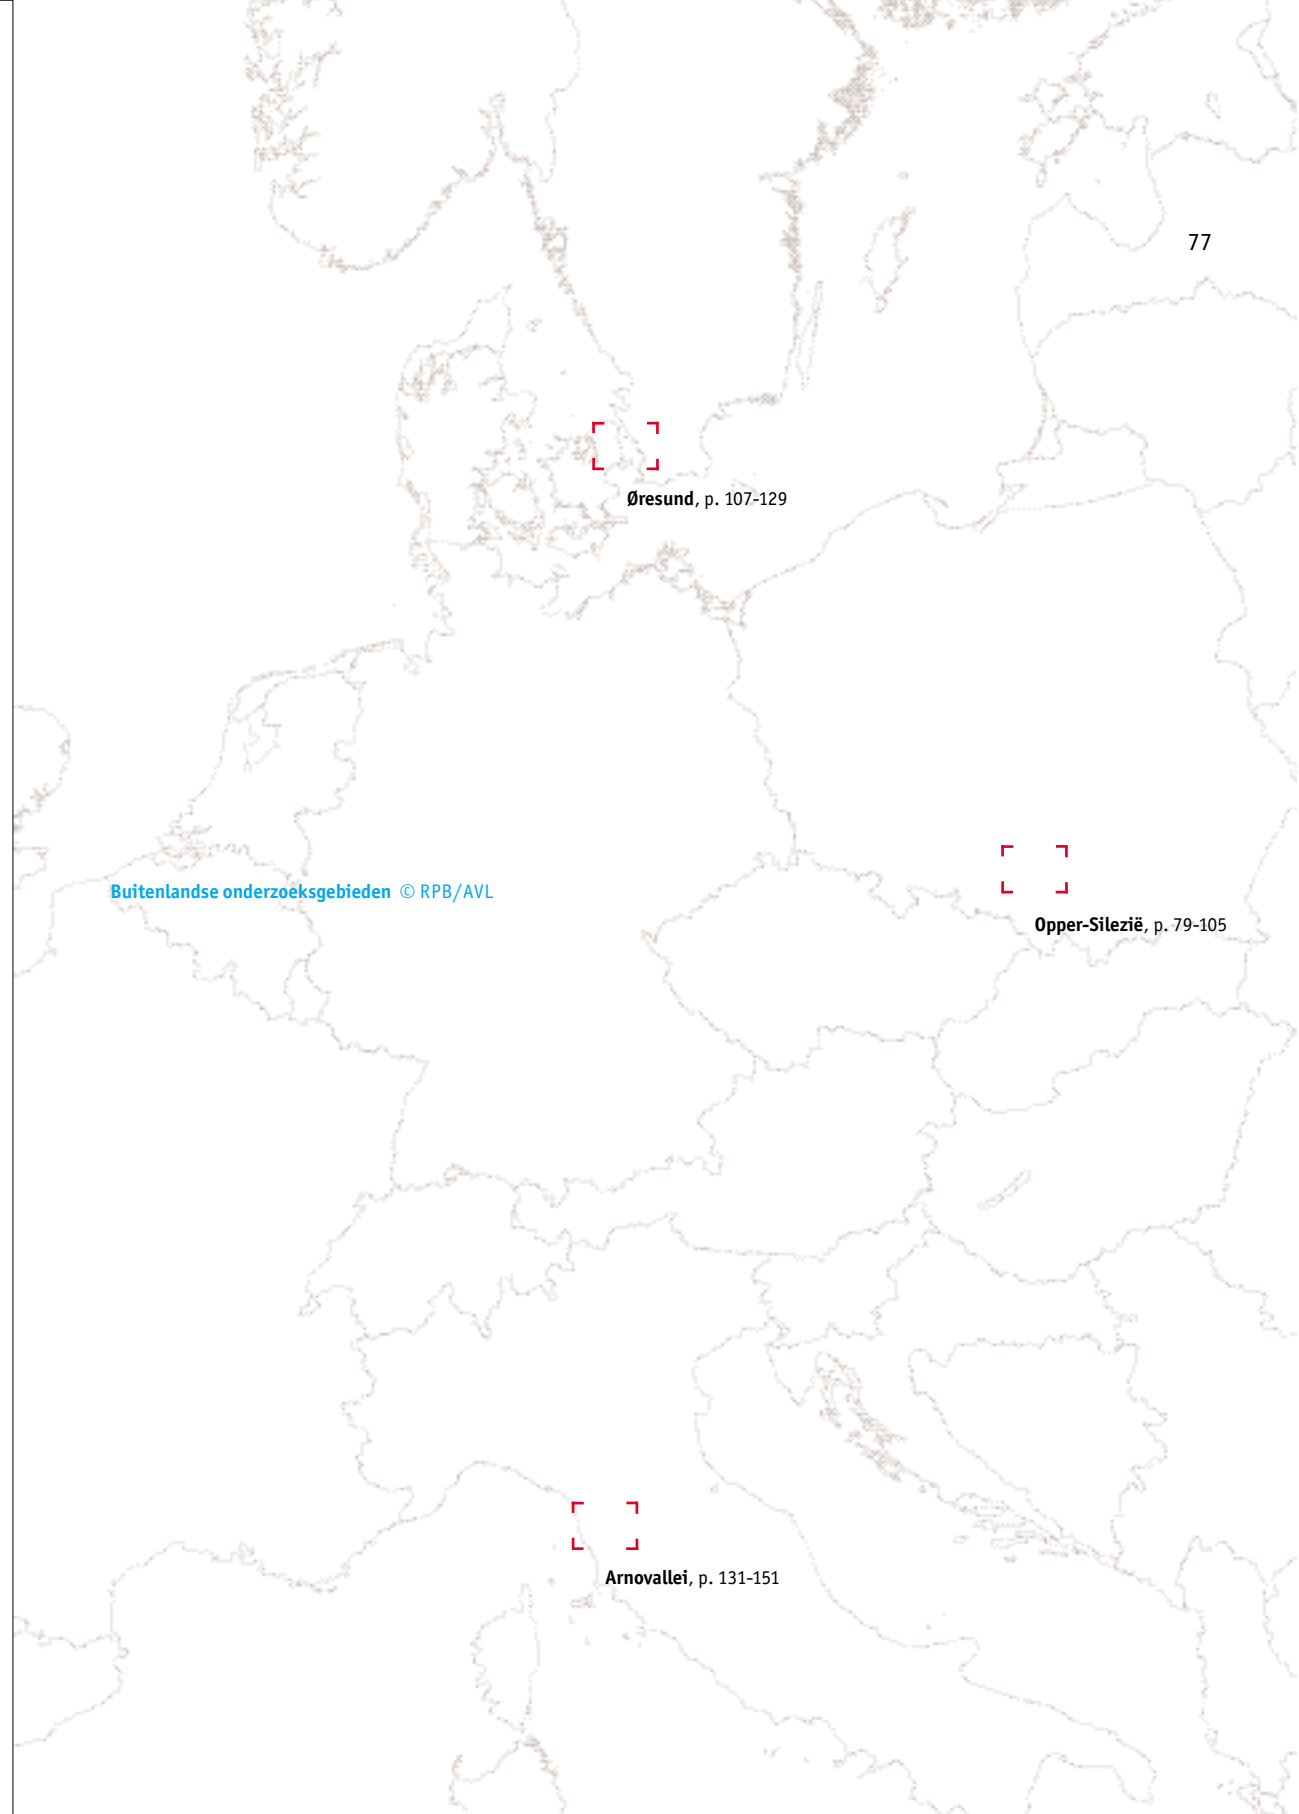 77
Øresund, p. 107-129
Buitenlandse onderzoeksgebieden © RPB/AVL
Opper-Silezië, p. 79-105
Arnovallei, p. 131-151